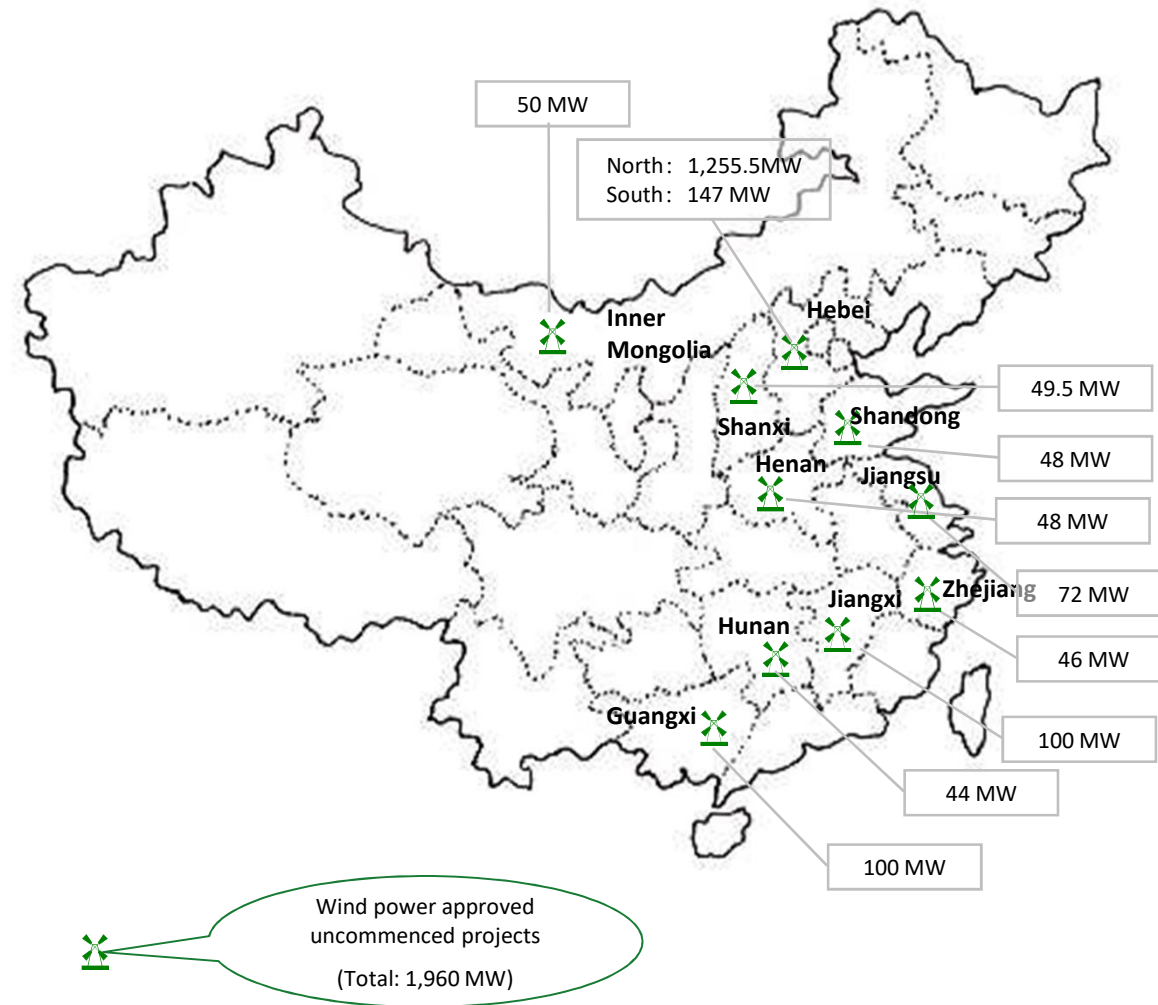 50 MW
North: 1,255.5MW
South: 147 MW
Hebei
Inner
Mongolia
49.5 MW
Shandong
Shanxi
48 MW
Henan
Jiangsu
48 MW
Zhejiang
72 MW
Jiangxi
Hunan
46 MW
Guangxi
100 MW
44 MW
100 MW
Wind power approved
uncommenced projects
(Total: 1,960 MW)